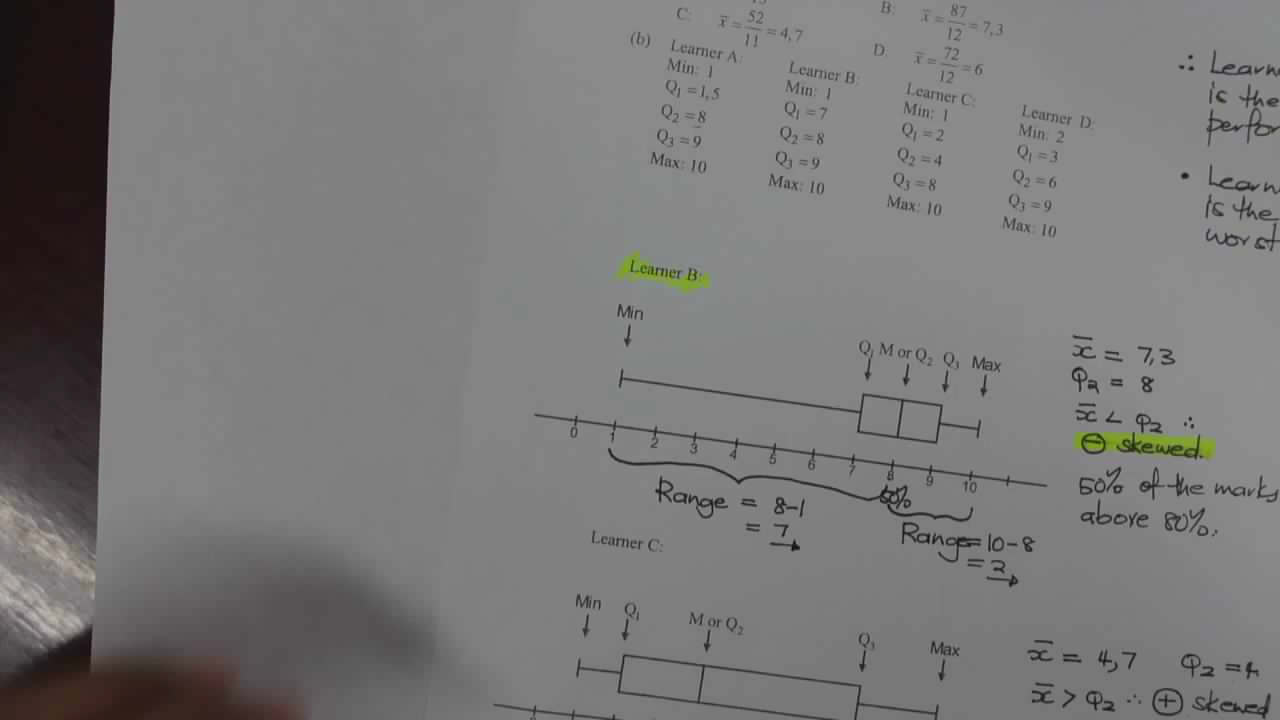 C: x̄ = 52/11 = 4,7
B: x̄ = 87/12 = 7,3
D. x̄ = 72/12 = 6
(b) Learner A:
Min: 1
Q₁ = 1,5
Q₂ = 8
Q₃ = 9
Max: 10
Learner B:
Min: 1
Q₁ = 7
Q₂ = 8
Q₃ = 9
Max: 10
Learner C:
Min: 1
Q₁ = 2
Q₂ = 4
Q₃ = 8
Max: 10
Learner D:
Min: 2
Q₁ = 3
Q₂ = 6
Q₃ = 9
Max: 10
∴ Learn
is the
perfor
• Learn
is the
worst
Learner B:
Min
Q₁ M or Q₂ Q₃ Max
0 1 2 3 4 5 6 7 8 9 10
50%
Range = 8-1
= 7
Range = 10-8
= 2
x̄ = 7,3
Q₂ = 8
x̄ < Q₂ ∴
⊖ skewed.
50% of the marks
above 80%.
Learner C:
Min Q₁ M or Q₂ Q₃ Max
x̄ = 4,7 Q₂ = 4
x̄ > Q₂ ∴ ⊕ skewed